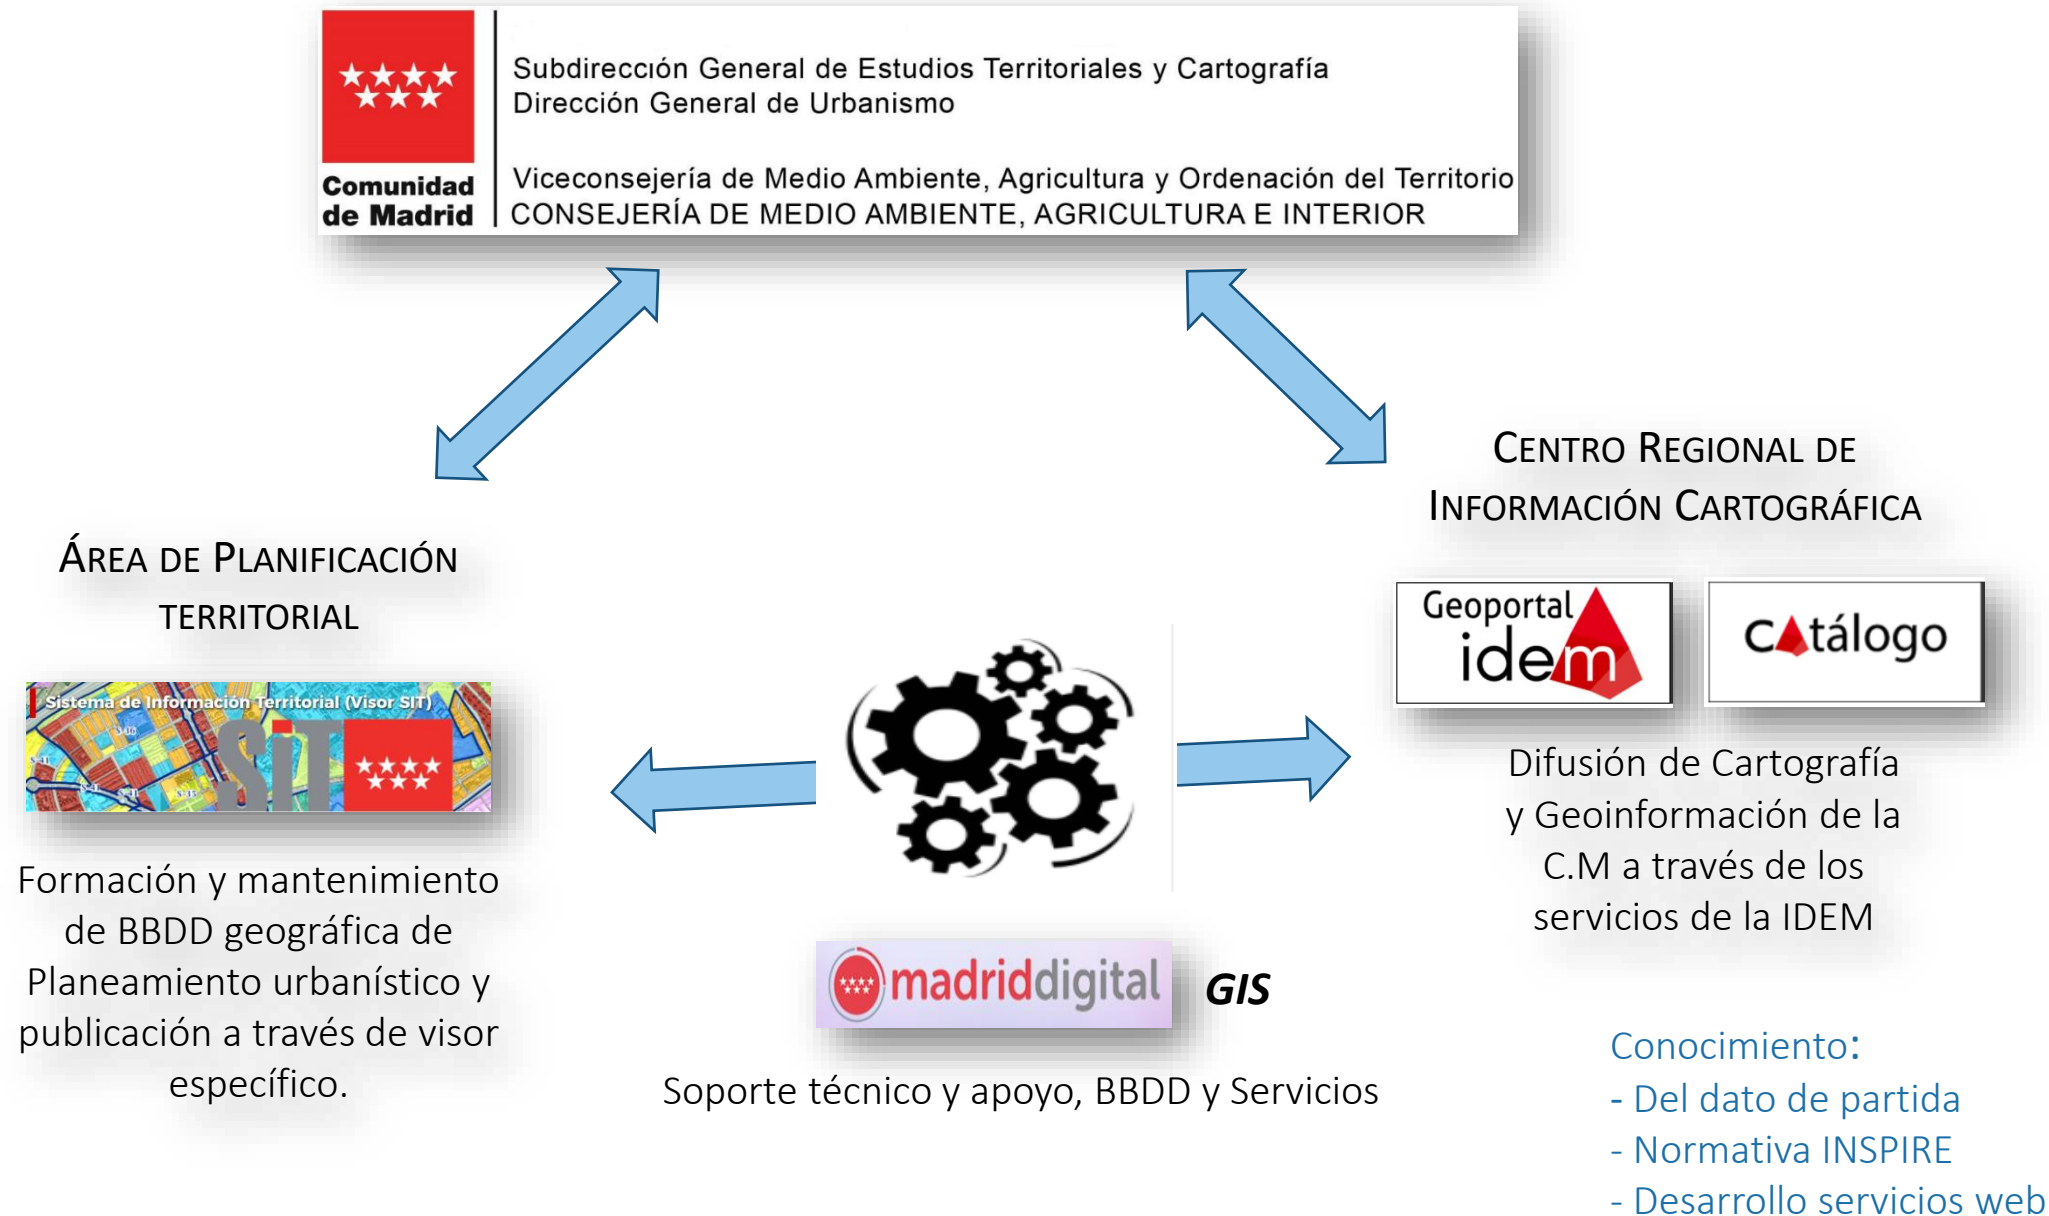 Subdirección General de Estudios Territoriales y Cartografía
Dirección General de Urbanismo
Viceconsejería de Medio Ambiente, Agricultura y Ordenación del Territorio
CONSEJERÍA DE MEDIO AMBIENTE, AGRICULTURA E INTERIOR
Comunidad
de Madrid
ÁREA DE PLANIFICACIÓN
TERRITORIAL
Sistema de Información Territorial (Visor SIT)
SiT
S-41
Formación y mantenimiento
de BBDD geográfica de
Planeamiento urbanístico y
publicación a través de visor
específico.
madriddigital
GIS
Soporte técnico y apoyo, BBDD y Servicios
CENTRO REGIONAL DE
INFORMACIÓN CARTOGRÁFICA
Geoportal
idem
Catálogo
Difusión de Cartografía
y Geoinformación de la
C.M a través de los
servicios de la IDEM
Conocimiento:
- Del dato de partida
- Normativa INSPIRE
- Desarrollo servicios web